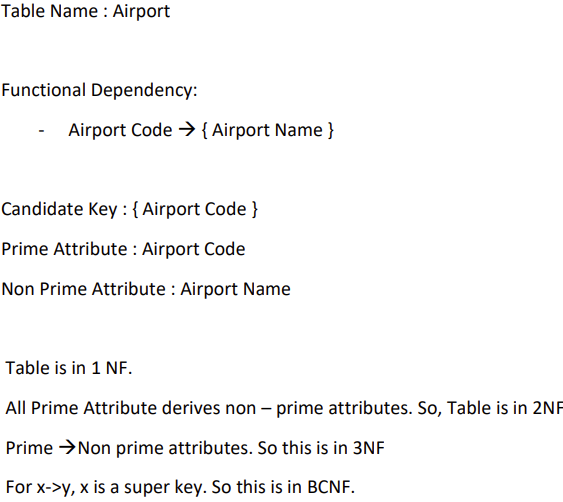 Table Name : Airport
Functional Dependency:
- Airport Code → { Airport Name }
Candidate Key : { Airport Code }
Prime Attribute : Airport Code
Non Prime Attribute : Airport Name
Table is in 1 NF.
All Prime Attribute derives non – prime attributes. So, Table is in 2NF
Prime →Non prime attributes. So this is in 3NF
For x->y, x is a super key. So this is in BCNF.